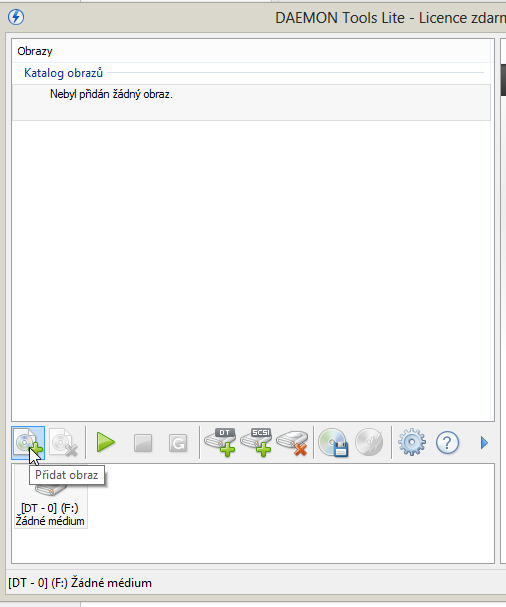 DAEMON Tools Lite - Licence zdarm
Obrazy
Katalog obrazů
Nebyl přidán žádný obraz.
DT
SCSI
G
?
Přidat obraz
[DT - 0] (F:)
Žádné médium
[DT - 0] (F:) Žádné médium